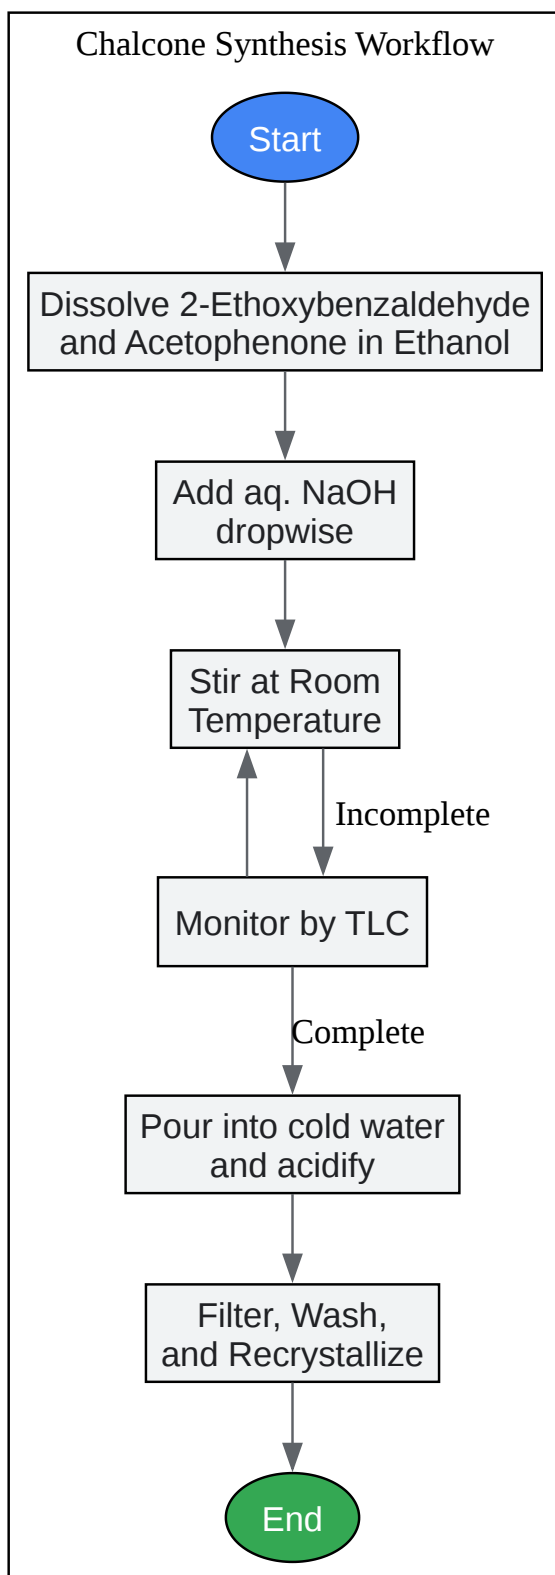 Chalcone Synthesis Workflow
Start
Dissolve 2-Ethoxybenzaldehyde
and Acetophenone in Ethanol
Add aq. NaOH
dropwise
Stir at Room
Temperature
Incomplete
Monitor by TLC
Complete
Pour into cold water
and acidify
Filter, Wash,
and Recrystallize
End